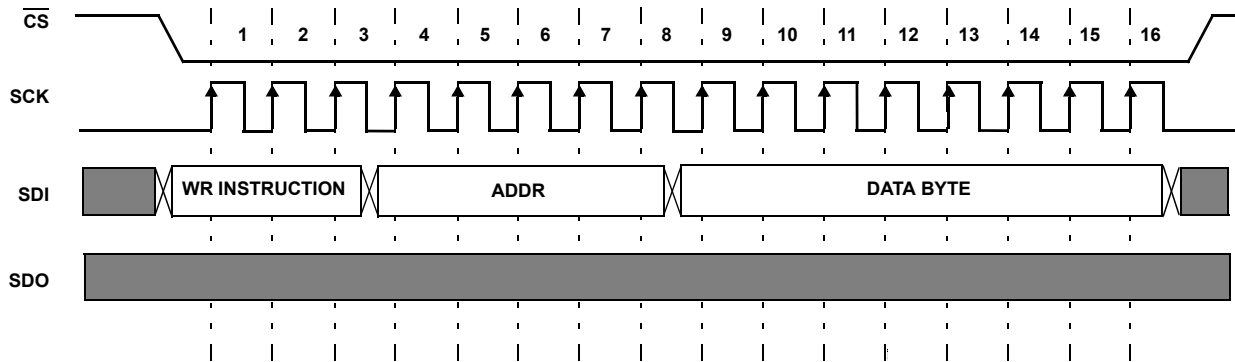 CS
1 2 3 4 5 6 7 8 9 10 11 12 13 14 15 16
SCK
SDI
WR INSTRUCTION ADDR DATA BYTE
SDO